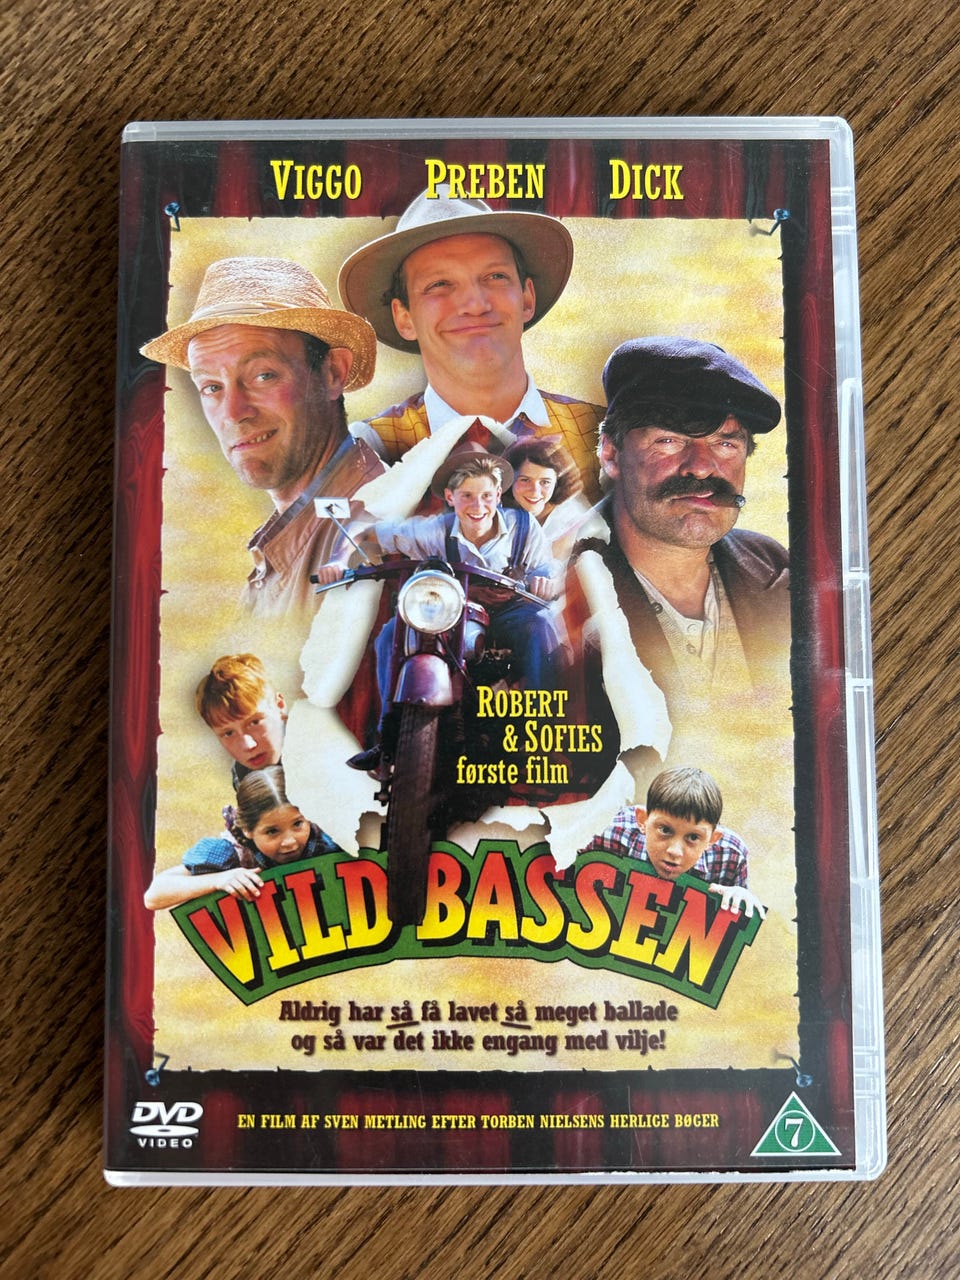 VIGGO PREBEN DICK
ROBERT
& SOFIES
første film
VILD BASSEN
Aldrig har så få lavet så meget ballade
og så var det ikke engang med vilje!
DVD
VIDEO
EN FILM AF SVEN METLING EFTER TORBEN NIELSENS HERLIGE BØGER
7